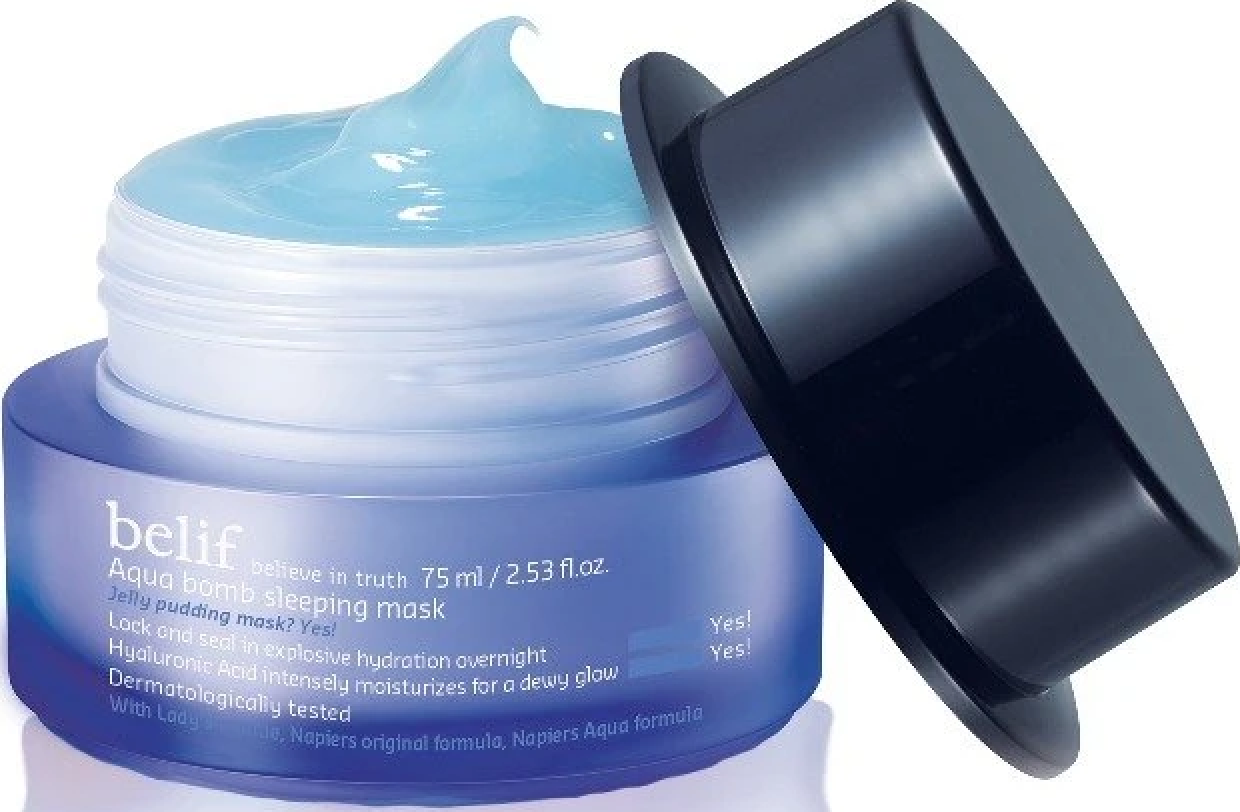 belif believe in truth 75 ml / 2.53 fl.oz.
Aqua bomb sleeping mask
Jelly pudding mask? Yes!
Lock and seal in explosive hydration overnight Yes!
Hyaluronic Acid intensely moisturizes for a dewy glow Yes!
Dermatologically tested
With Lady , Napiers original formula, Napiers Aqua formula